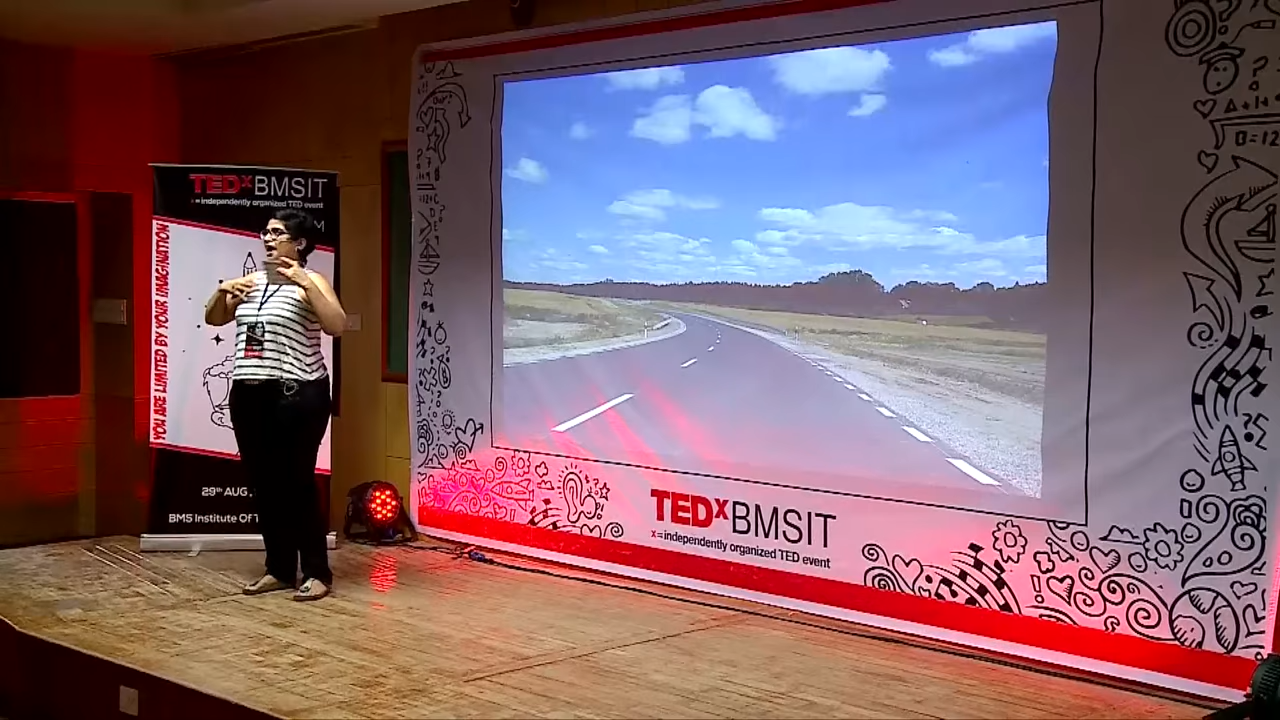 TEDxBMSIT
x = independently organized TED event
M
YOU ARE LIMITED BY YOUR IMAGINATION
29th AUG,
BMS Institute Of T
TEDxBMSIT
x = independently organized TED event